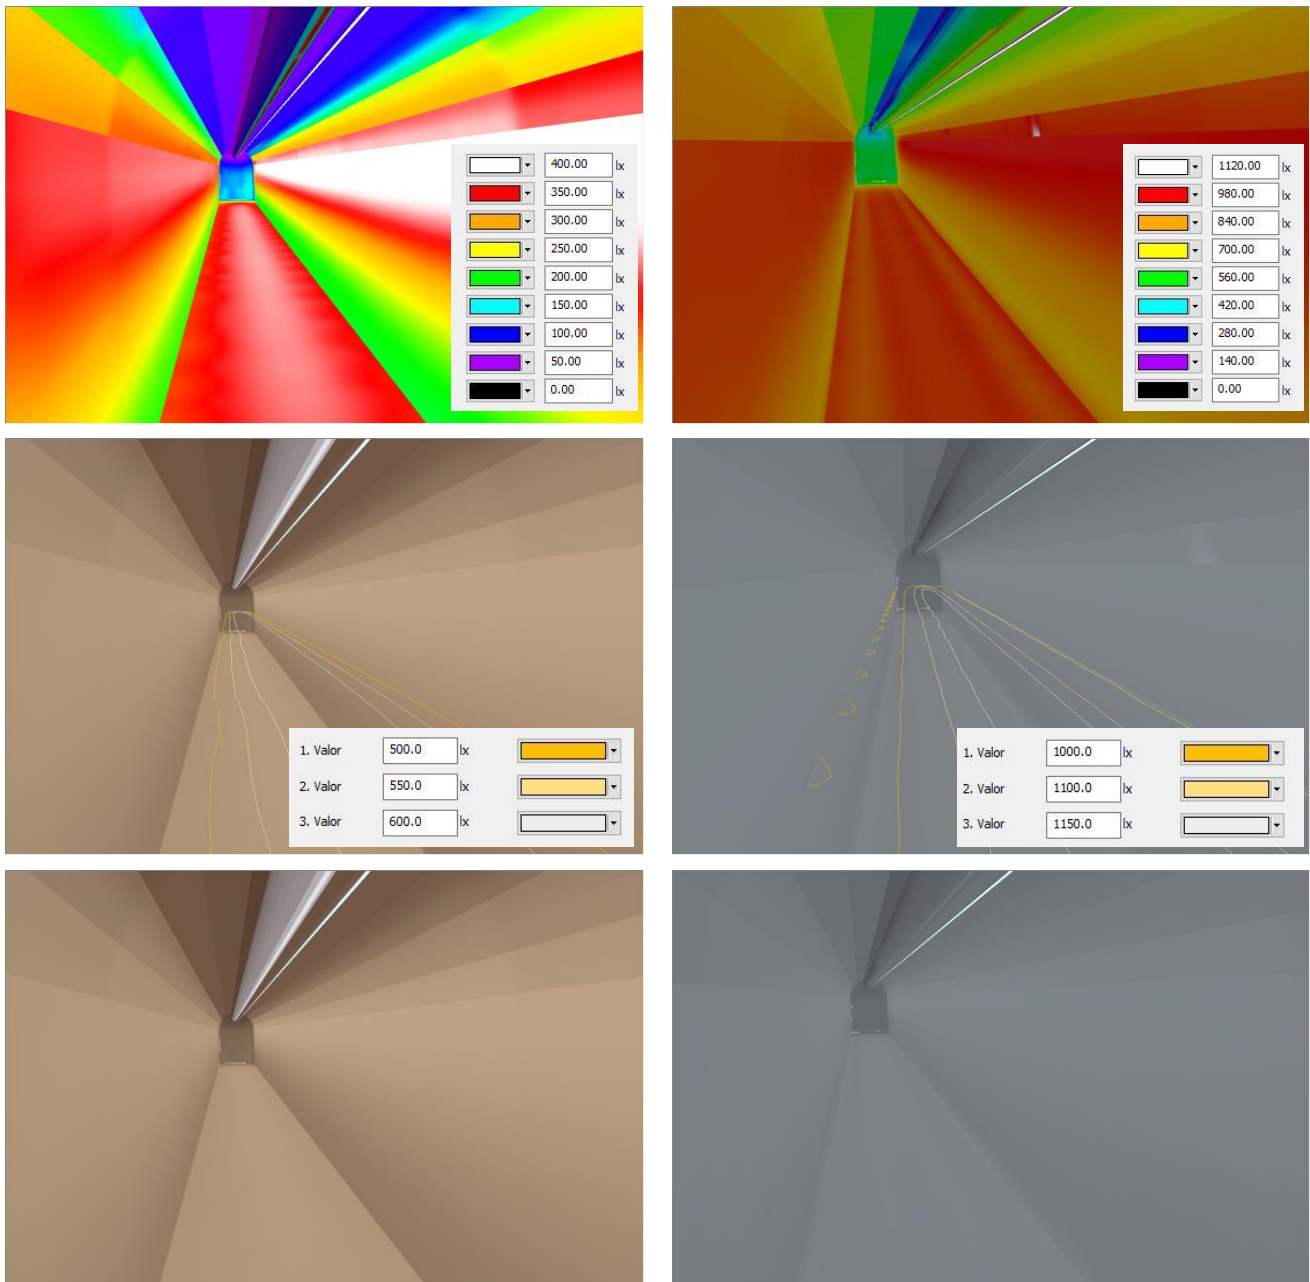 400.00 lx
350.00 lx
300.00 lx
250.00 lx
200.00 lx
150.00 lx
100.00 lx
50.00 lx
0.00 lx
1120.00 lx
980.00 lx
840.00 lx
700.00 lx
560.00 lx
420.00 lx
280.00 lx
140.00 lx
0.00 lx
1. Valor 500.0 lx
2. Valor 550.0 lx
3. Valor 600.0 lx
1. Valor 1000.0 lx
2. Valor 1100.0 lx
3. Valor 1150.0 lx